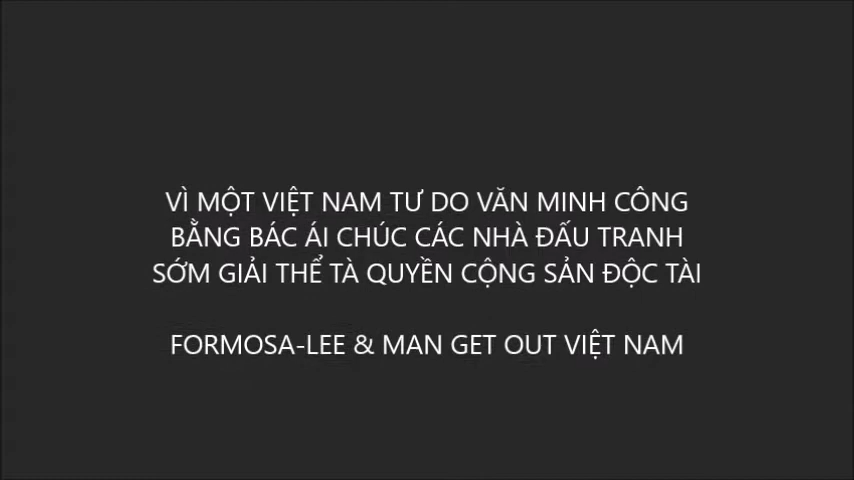 VÌ MỘT VIỆT NAM TƯ DO VĂN MINH CÔNG
BẰNG BÁC ÁI CHÚC CÁC NHÀ ĐẤU TRANH
SỚM GIẢI THỂ TÀ QUYỀN CỘNG SẢN ĐỘC TÀI
FORMOSA-LEE & MAN GET OUT VIỆT NAM